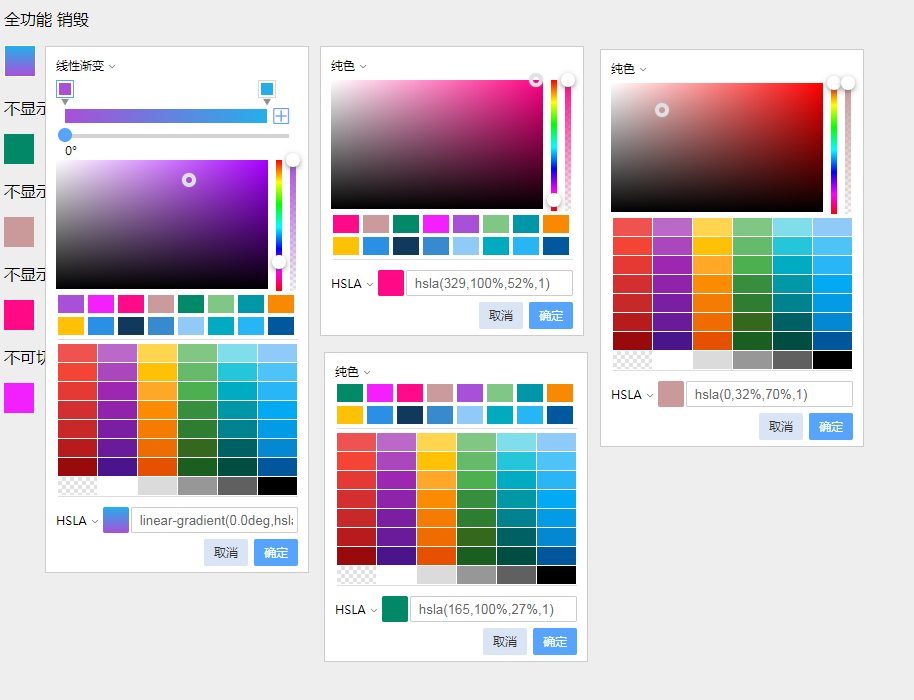 全功能 销毁
不显示
不显示
不显示
不可切
线性渐变
0°
HSLA
linear-gradient(0.0deg,hsl
取消
确定
纯色
HSLA
hsla(329,100%,52%,1)
取消
确定
纯色
HSLA
hsla(165,100%,27%,1)
取消
确定
纯色
HSLA
hsla(0,32%,70%,1)
取消
确定